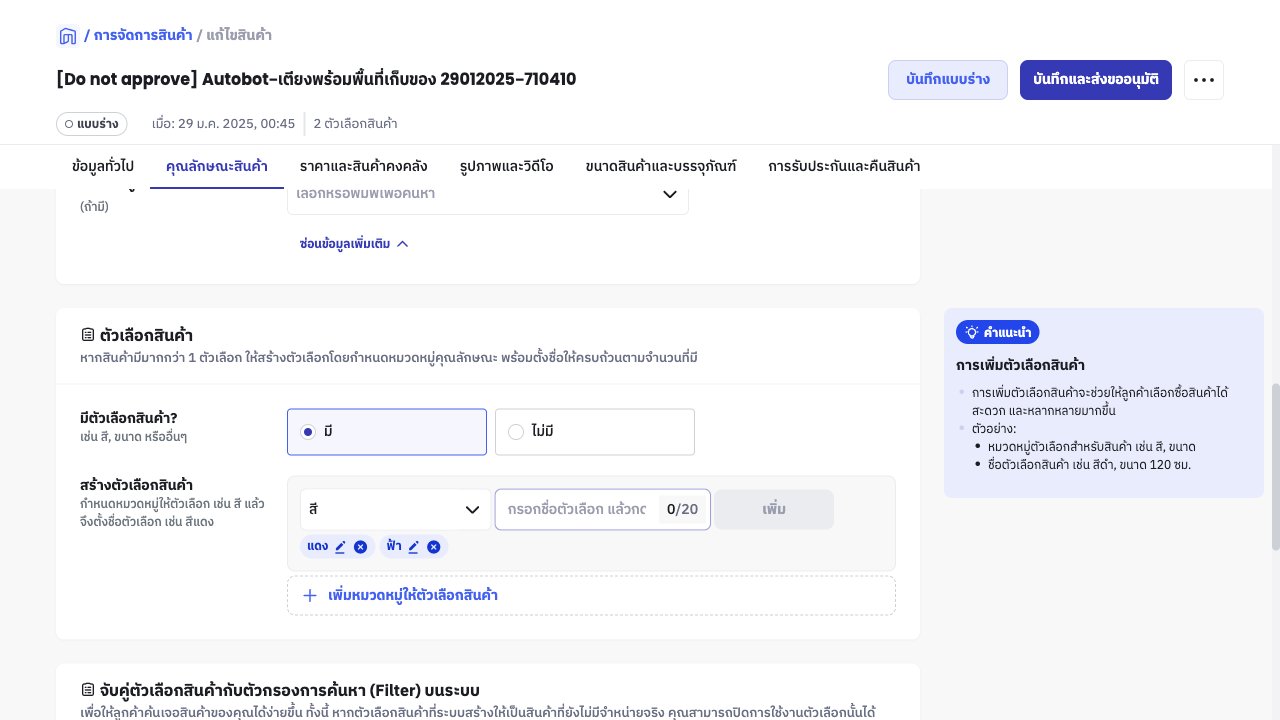 / การจัดการสินค้า / แก้ไขสินค้า
[Do not approve] Autobot-เตียงพร้อมพื้นที่เก็บของ 29012025-710410
บันทึกแบบร่าง
บันทึกและส่งขออนุมัติ
แบบร่าง
เมื่อ: 29 ม.ค. 2025, 00:45
2 ตัวเลือกสินค้า
ข้อมูลทั่วไป
คุณลักษณะสินค้า
ราคาและสินค้าคงคลัง
รูปภาพและวิดีโอ
ขนาดสินค้าและบรรจุภัณฑ์
การรับประกันและคืนสินค้า
(ถ้ามี)
เลือกหรือพิมพ์เพื่อค้นหา
ซ่อนข้อมูลเพิ่มเติม
ตัวเลือกสินค้า
หากสินค้ามีมากกว่า 1 ตัวเลือก ให้สร้างตัวเลือกโดยกำหนดหมวดหมู่คุณลักษณะ พร้อมตั้งชื่อให้ครบถ้วนตามจำนวนที่มี
มีตัวเลือกสินค้า?
เช่น สี, ขนาด หรืออื่นๆ
มี
ไม่มี
สร้างตัวเลือกสินค้า
กำหนดหมวดหมู่ให้ตัวเลือก เช่น สี แล้ว
จึงตั้งชื่อตัวเลือก เช่น สีแดง
สี
กรอกชื่อตัวเลือก แล้วกด
0/20
เพิ่ม
แดง
ฟ้า
เพิ่มหมวดหมู่ให้ตัวเลือกสินค้า
คำแนะนำ
การเพิ่มตัวเลือกสินค้า
การเพิ่มตัวเลือกสินค้าจะช่วยให้ลูกค้าเลือกซื้อสินค้าได้
สะดวก และหลากหลายมากขึ้น
ตัวอย่าง:
หมวดหมู่ตัวเลือกสำหรับสินค้า เช่น สี, ขนาด
ชื่อตัวเลือกสินค้า เช่น สีดำ, ขนาด 120 ซม.
จับคู่ตัวเลือกสินค้ากับตัวกรองการค้นหา (Filter) บนระบบ
เพื่อให้ลูกค้าค้นเจอสินค้าของคุณได้ง่ายขึ้น ทั้งนี้ หากตัวเลือกสินค้าที่ระบบสร้างให้เป็นสินค้าที่ยังไม่มีจำหน่ายจริง คุณสามารถปิดการใช้งานตัวเลือกนั้นได้